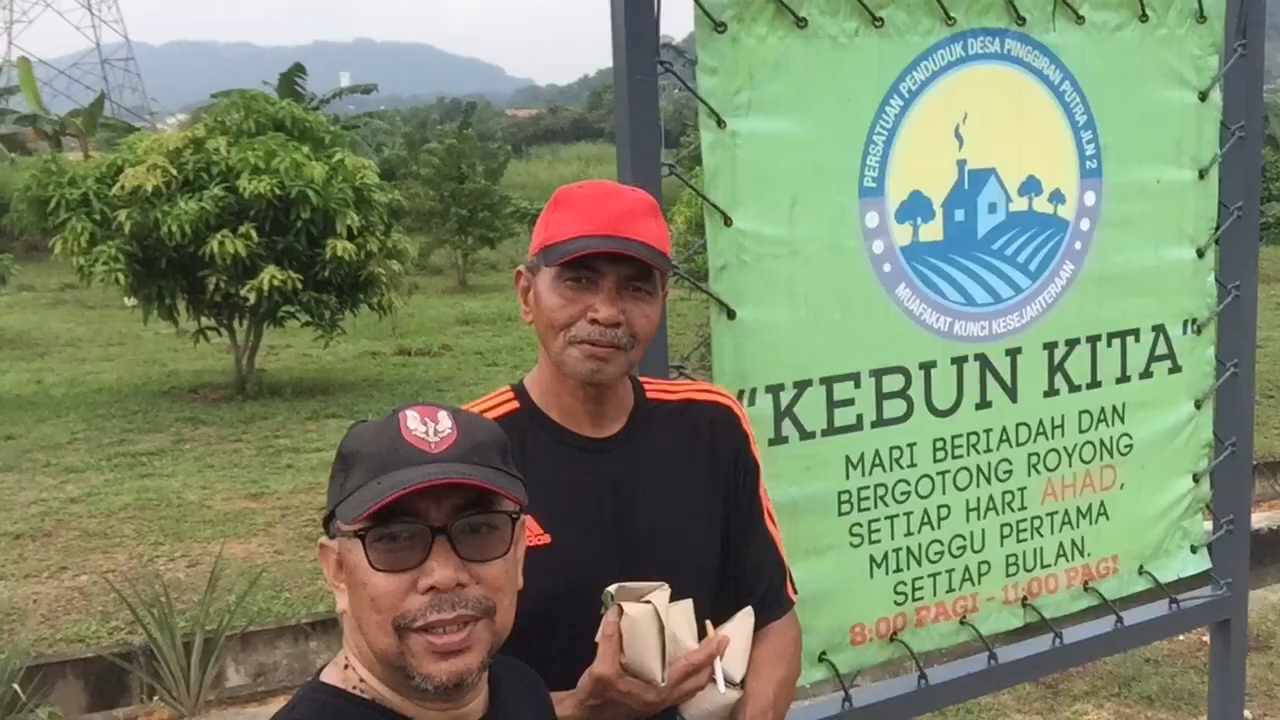 PERSATUAN PENDUDUK DESA PINGGIRAN PUTRA JLN 2
MUAFAKAT KUNCI KESEJAHTERAAN
"KEBUN KITA"
MARI BERIADAH DAN
BERGOTONG ROYONG
SETIAP HARI AHAD,
MINGGU PERTAMA
SETIAP BULAN.
8:00 PAGI - 11:00 PAGI
adidas